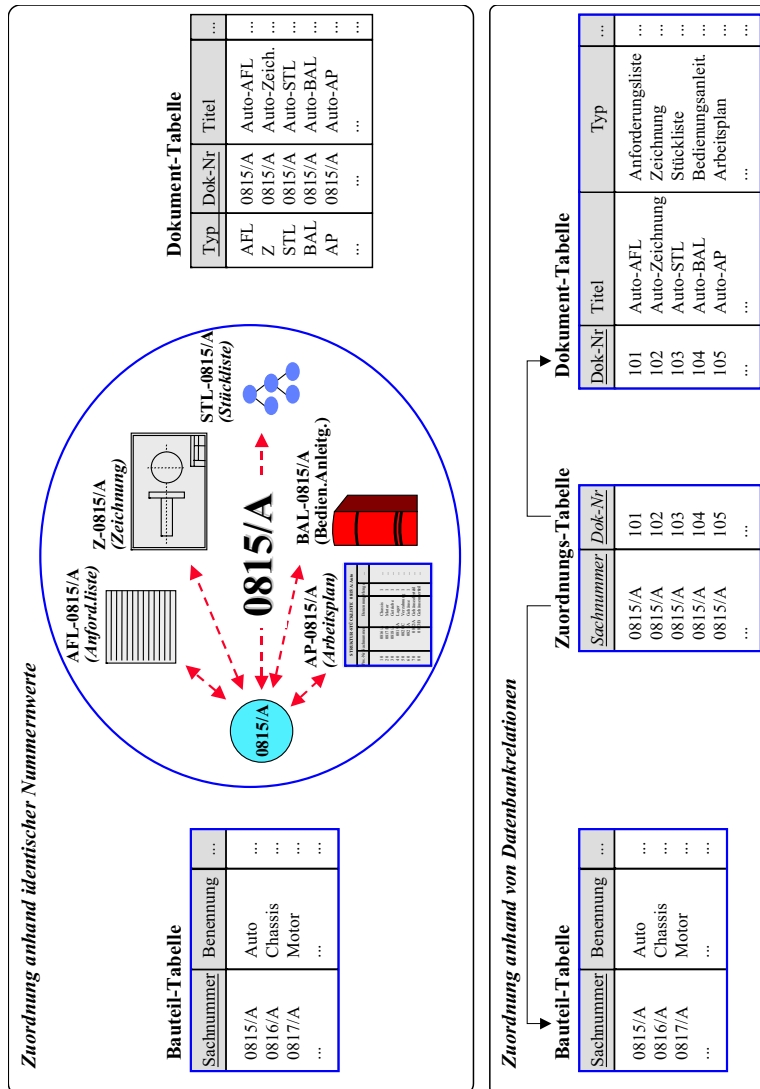 Zuordnung anhand identischer Nummernwerte
Bauteil-Tabelle
Sachnummer Benennung ...
0815/A Auto ...
0816/A Chassis ...
0817/A Motor ...
... ... ...
AFL-0815/A
(Anford.liste)
Z-0815/A
(Zeichnung)
STL-0815/A
(Stückliste)
0815/A
0815/A
AP-0815/A
(Arbeitsplan)
BAL-0815/A
(Bedien.Anleitg.)
Dokument-Tabelle
Typ Dok-Nr Titel ...
AFL 0815/A Auto-AFL ...
Z 0815/A Auto-Zeich. ...
STL 0815/A Auto-STL ...
BAL 0815/A Auto-BAL ...
AP 0815/A Auto-AP ...
... ... ... ...
Zuordnung anhand von Datenbankrelationen
Bauteil-Tabelle
Sachnummer Benennung ...
0815/A Auto ...
0816/A Chassis ...
0817/A Motor ...
... ... ...
Zuordnungs-Tabelle
Sachnummer Dok-Nr
0815/A 101
0815/A 102
0815/A 103
0815/A 104
0815/A 105
... ...
Dokument-Tabelle
Dok-Nr Titel Typ ...
101 Auto-AFL Anforderungsliste ...
102 Auto-Zeichnung Zeichnung ...
103 Auto-STL Stückliste ...
104 Auto-BAL Bedienungsanleit. ...
105 Auto-AP Arbeitsplan ...
... ... ... ...